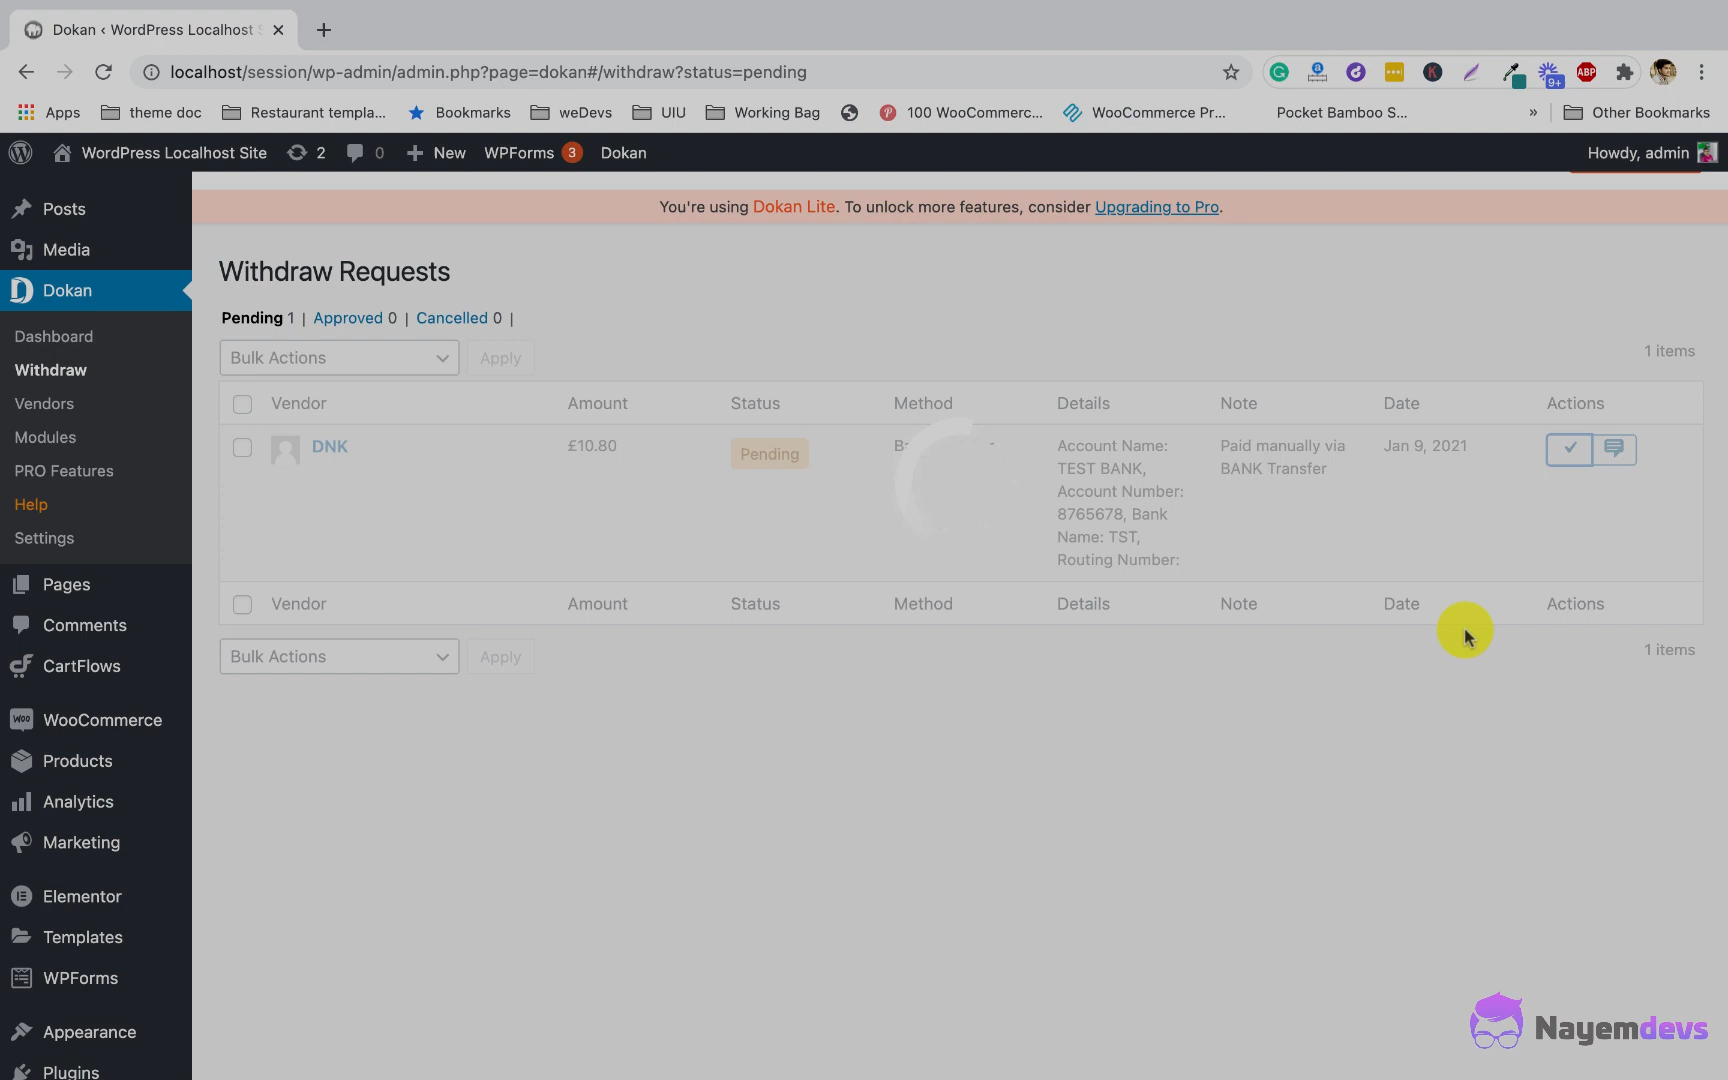 Dokan ‹ WordPress Localhost
localhost/session/wp-admin/admin.php?page=dokan#/withdraw?status=pending
9+
ABP
Apps
theme doc
Restaurant templa...
Bookmarks
weDevs
UIU
Working Bag
100 WooCommerc...
WooCommerce Pr...
Pocket Bamboo S...
»
Other Bookmarks
WordPress Localhost Site
2
0
New
WPForms 3
Dokan
Howdy, admin
You're using Dokan Lite. To unlock more features, consider Upgrading to Pro.
Posts
Media
Dokan
Dashboard
Withdraw
Vendors
Modules
PRO Features
Help
Settings
Pages
Comments
CartFlows
WooCommerce
Products
Analytics
Marketing
Elementor
Templates
WPForms
Appearance
Plugins
Withdraw Requests
Pending 1 | Approved 0 | Cancelled 0 |
Bulk Actions
Apply
1 items
Vendor Amount Status Method Details Note Date Actions
DNK
£10.80
Pending
Account Name:
TEST BANK,
Account Number:
8765678, Bank
Name: TST,
Routing Number:
Paid manually via
BANK Transfer
Jan 9, 2021
Vendor Amount Status Method Details Note Date Actions
Bulk Actions
Apply
1 items
Nayemdevs